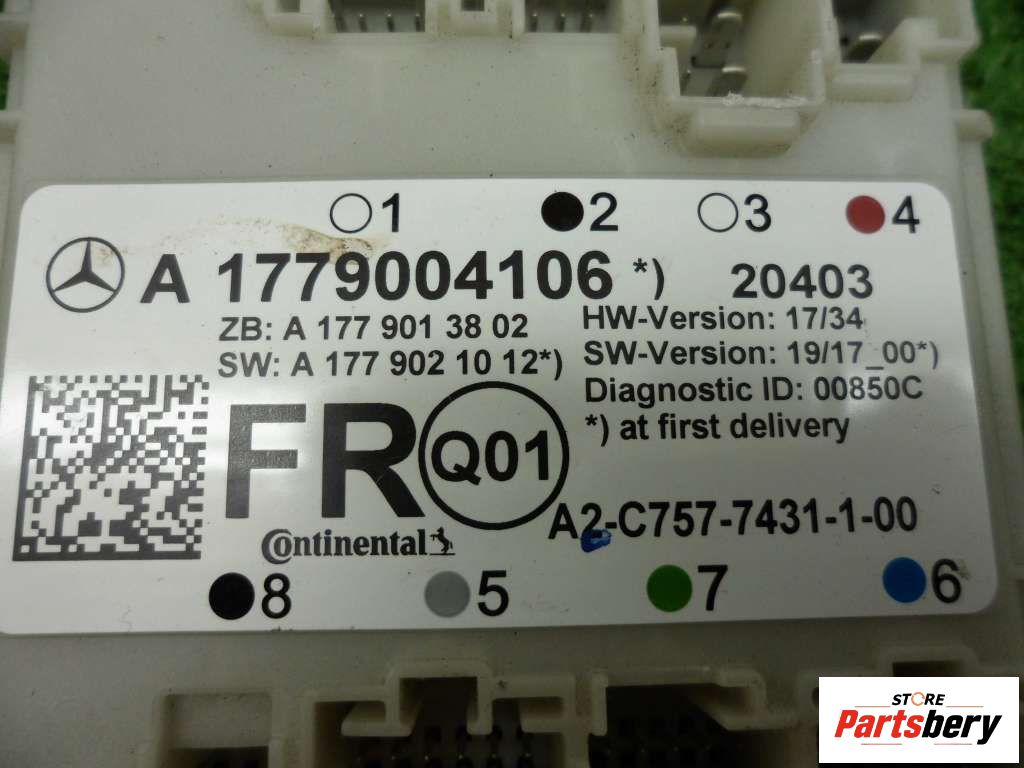 1 2 3 4
A 1779004106 *) 20403
ZB: A 177 901 38 02
HW-Version: 17/34
SW: A 177 902 10 12*)
SW-Version: 19/17_00*)
Diagnostic ID: 00850C
*) at first delivery
FR Q01
A2-C757-7431-1-00
Continental
8 5 7 6
STORE
Partsbery